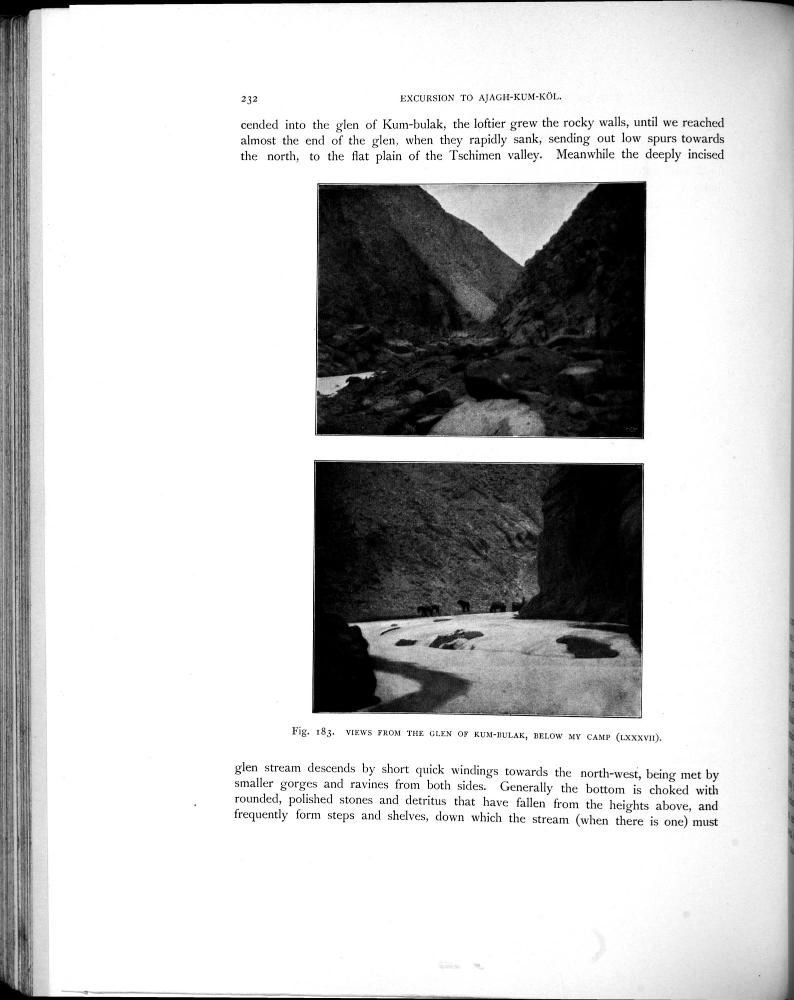 232 EXCURSION TO AJAGH-KUM-KÖL.
cended into the glen of Kum-bulak, the loftier grew the rocky walls, until we reached
almost the end of the glen, when they rapidly sank, sending out low spurs towards
the north, to the flat plain of the Tschimen valley. Meanwhile the deeply incised
Fig. 183. VIEWS FROM THE GLEN OF KUM-BULAK, BELOW MY CAMP (LXXXVII).
glen stream descends by short quick windings towards the north-west, being met by
smaller gorges and ravines from both sides. Generally the bottom is choked with
rounded, polished stones and detritus that have fallen from the heights above, and
frequently form steps and shelves, down which the stream (when there is one) must